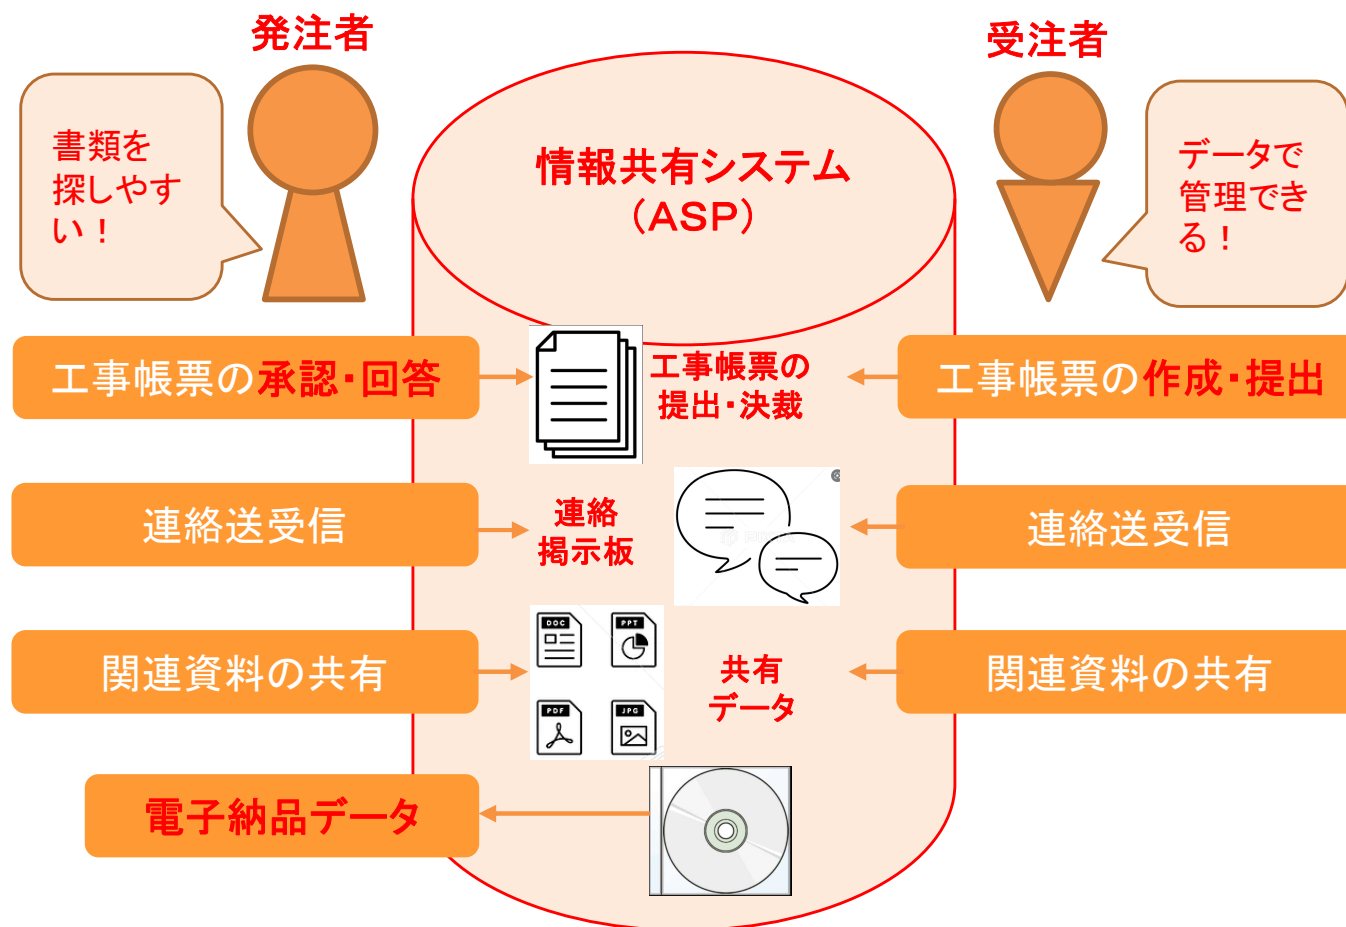 発注者
受注者
書類を
探しやす
い！
情報共有システム
（ASP）
データで
管理でき
る！
工事帳票の承認・回答
工事帳票の
提出・決裁
工事帳票の作成・提出
連絡送受信
連絡
掲示板
連絡送受信
関連資料の共有
DOC
PPT
PDF
JPG
共有
データ
関連資料の共有
電子納品データ